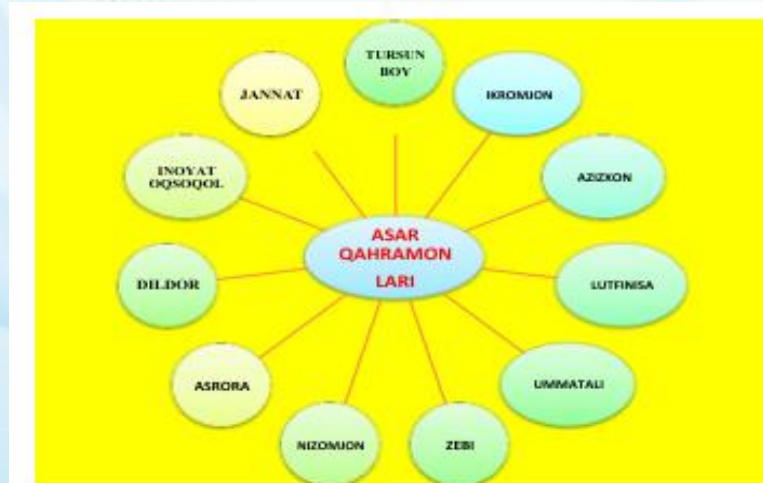 TURSUN
BOY
JANNAT
IKROMJON
INOYAT
OQSOQOL
AZIZXON
ASAR
QAHRAMON
LARI
DILDOR
LUTFINISA
ASRORA
UMMATALI
NIZOMJON
ZEBI